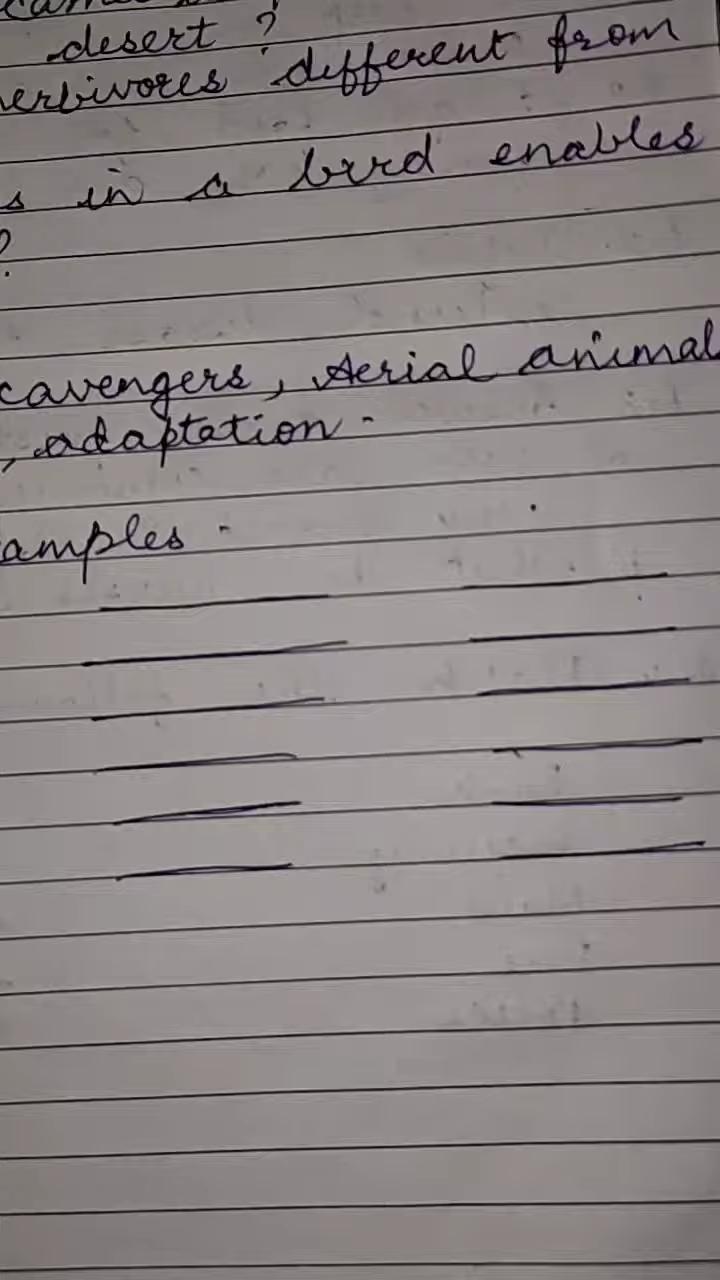 desert ?
erbivores different from
s in a bird enables
?
cavengers, Aerial animal
, adaptation.
amples.